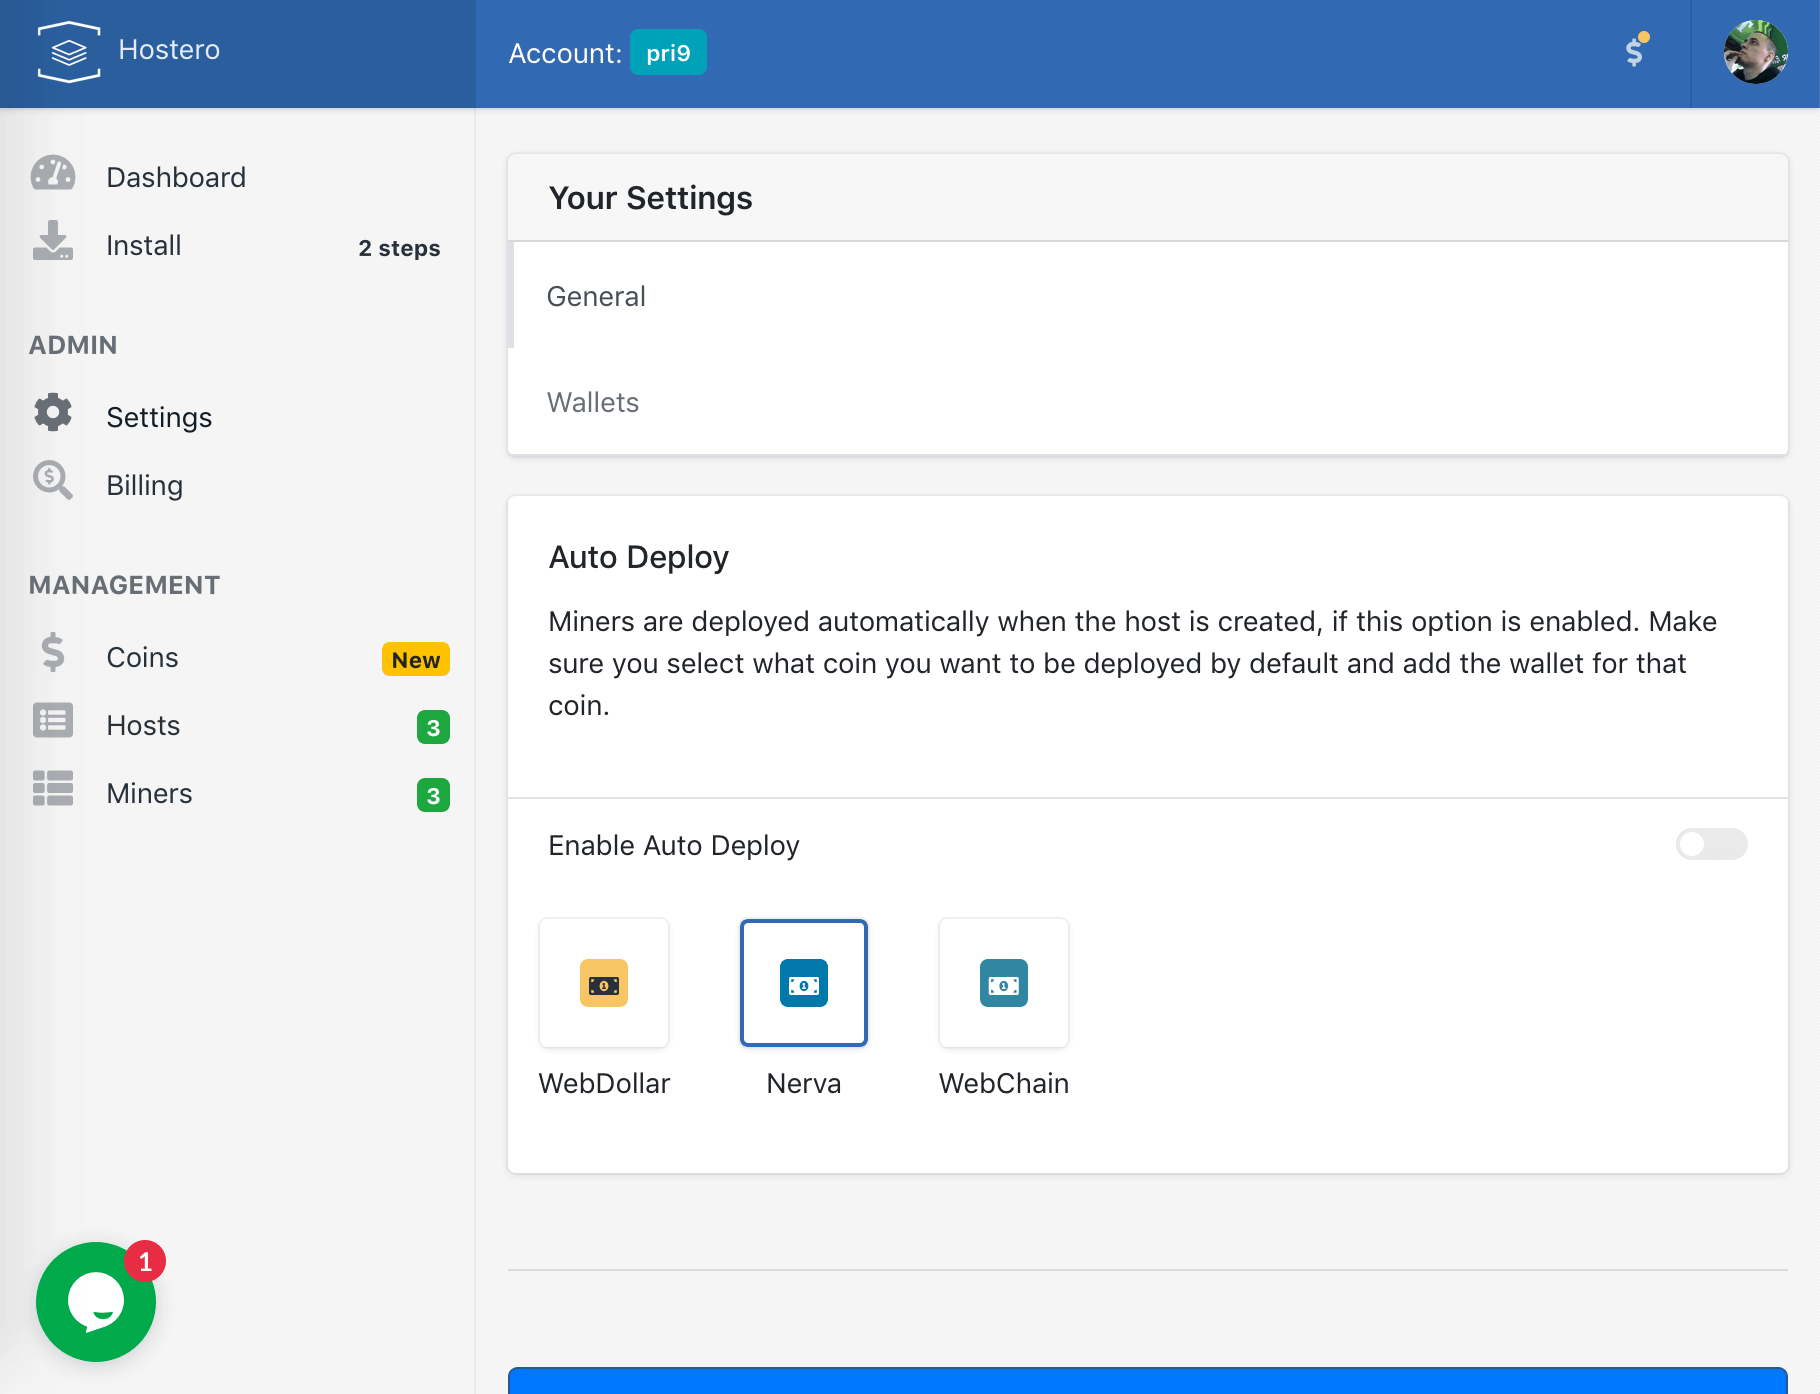 Hostero
Account: pri9
Dashboard
Install 2 steps
ADMIN
Settings
Billing
MANAGEMENT
Coins New
Hosts 3
Miners 3
1
Your Settings
General
Wallets
Auto Deploy
Miners are deployed automatically when the host is created, if this option is enabled. Make
sure you select what coin you want to be deployed by default and add the wallet for that
coin.
Enable Auto Deploy
WebDollar Nerva WebChain